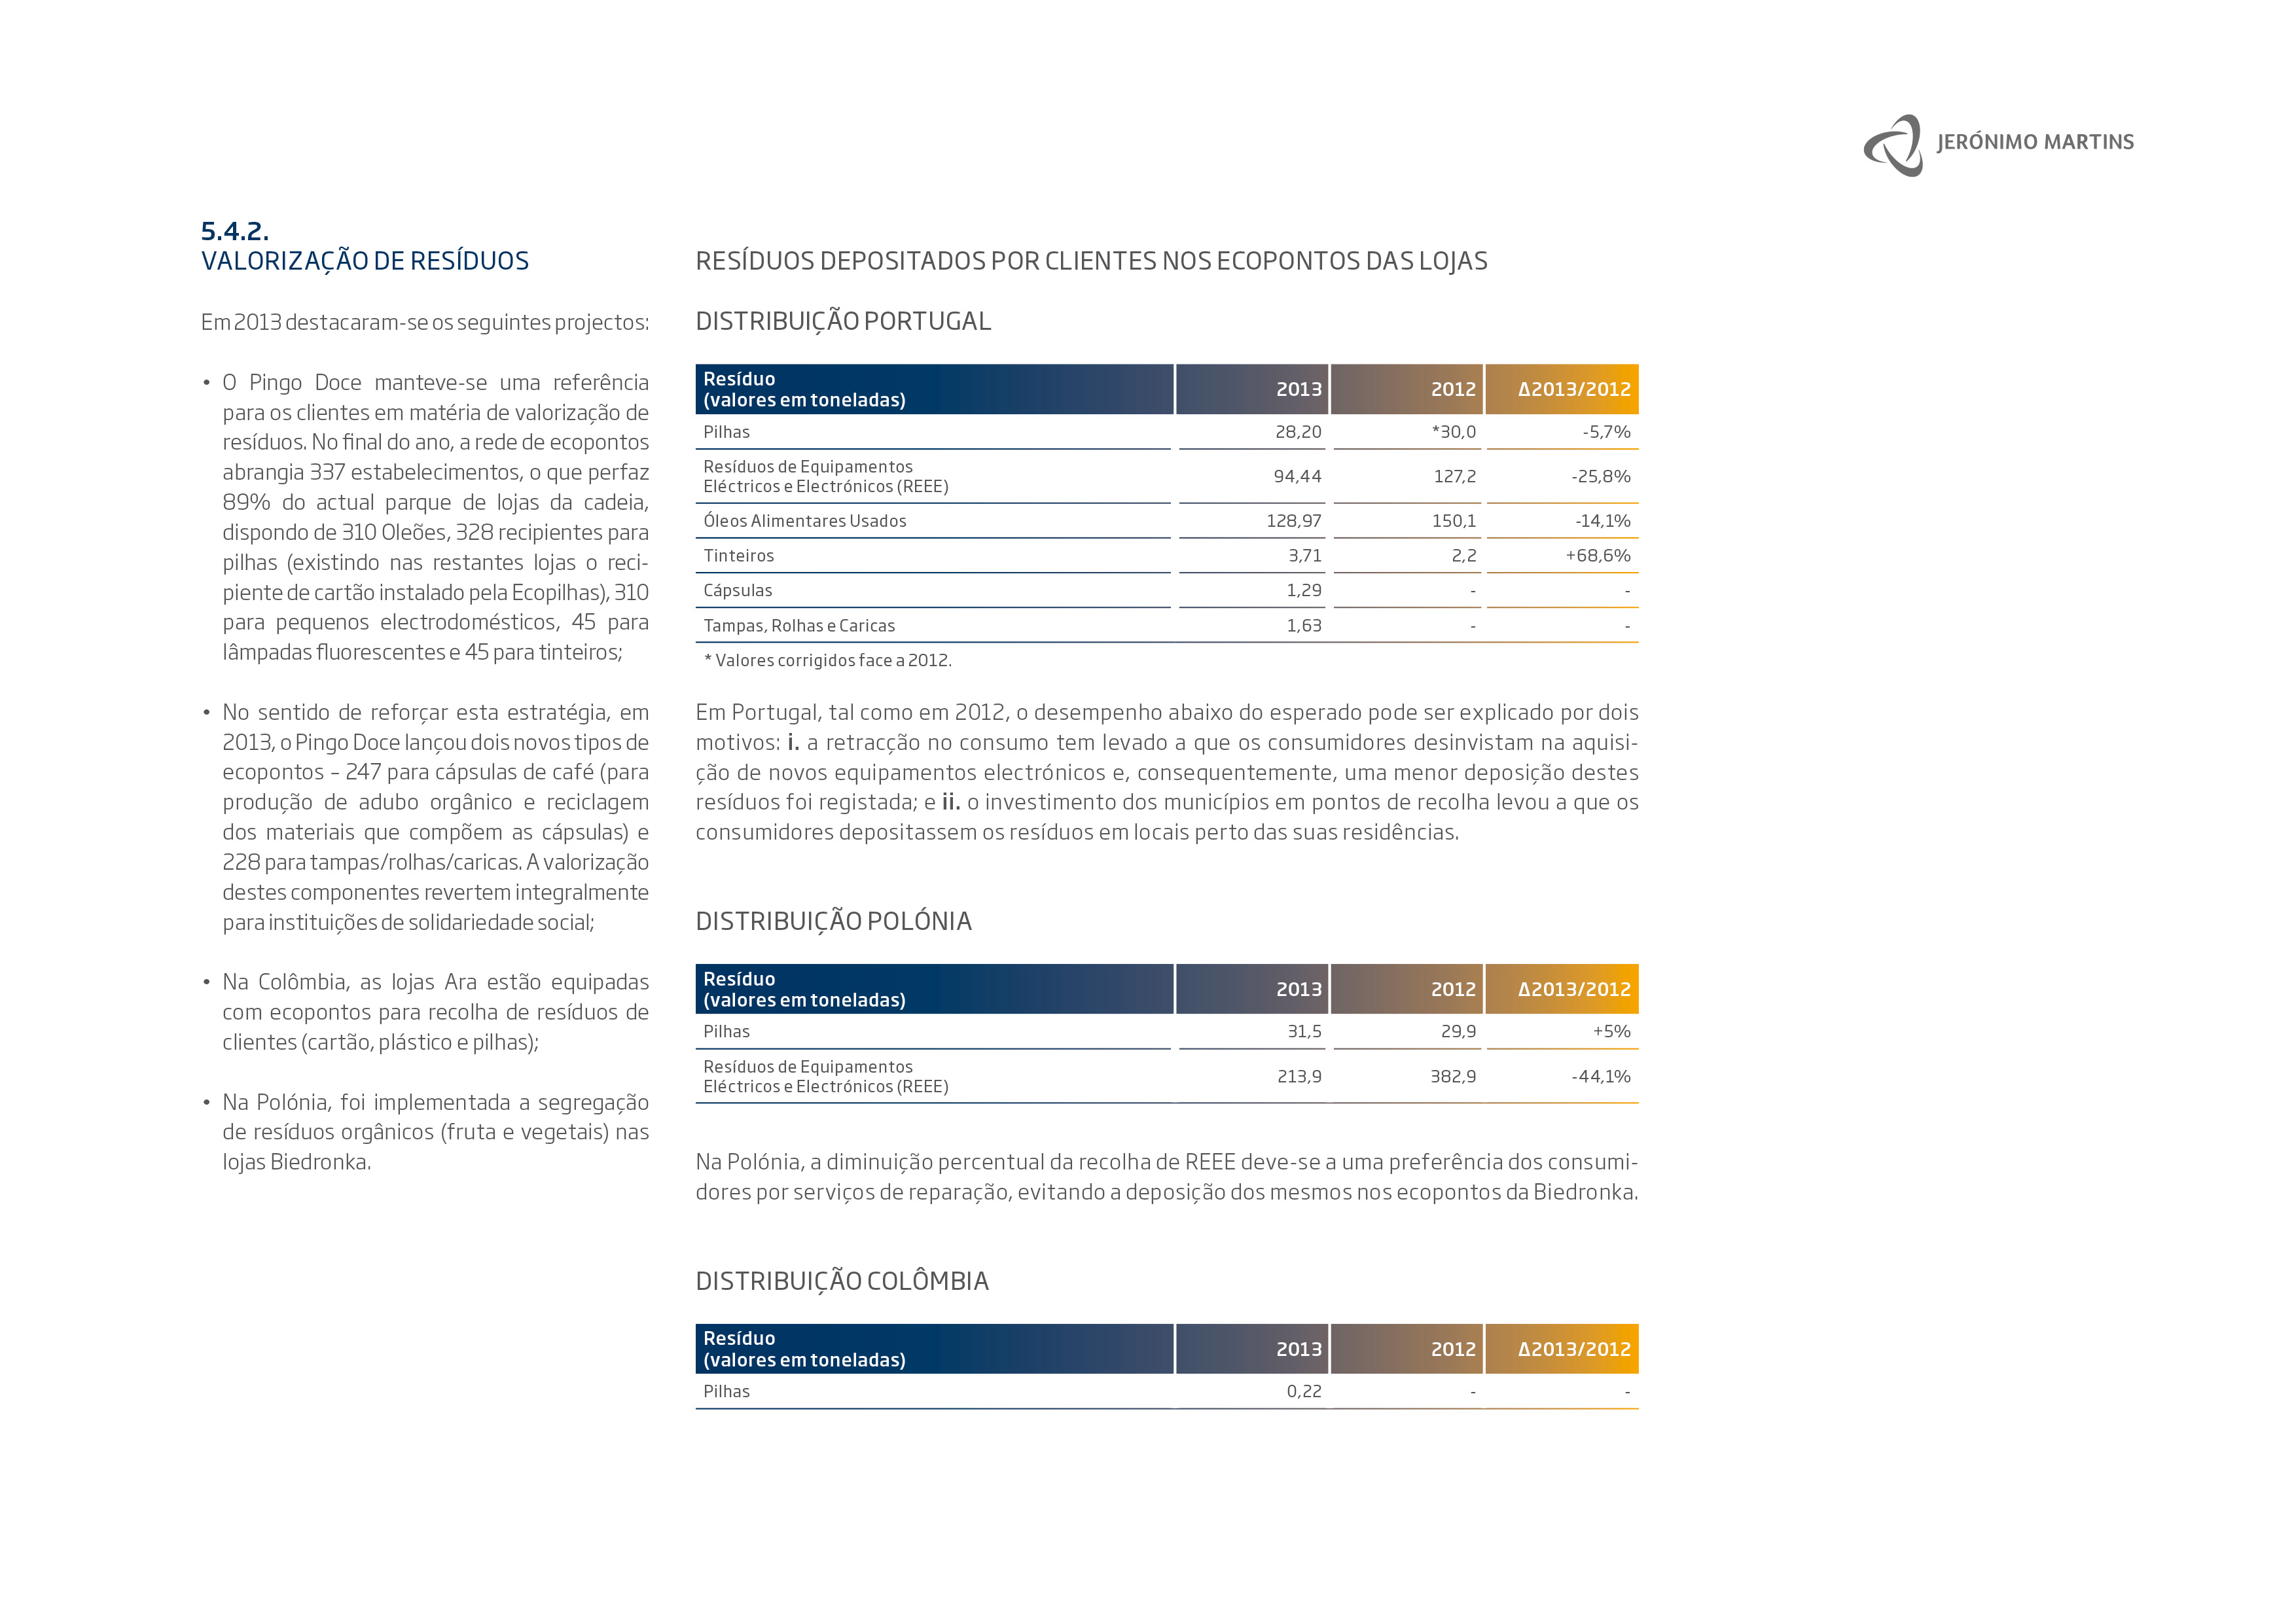 JERÓNIMO MARTINS
5.4.2.
VALORIZAÇÃO DE RESÍDUOS
Em 2013 destacaram-se os seguintes projectos:
• O Pingo Doce manteve-se uma referência
para os clientes em matéria de valorização de
resíduos. No final do ano, a rede de ecopontos
abrangia 337 estabelecimentos, o que perfaz
89% do actual parque de lojas da cadeia,
dispondo de 310 Oleões, 328 recipientes para
pilhas (existindo nas restantes lojas o reci-
piente de cartão instalado pela Ecopilhas), 310
para pequenos electrodomésticos, 45 para
lâmpadas fluorescentes e 45 para tinteiros;
• No sentido de reforçar esta estratégia, em
2013, o Pingo Doce lançou dois novos tipos de
ecopontos – 247 para cápsulas de café (para
produção de adubo orgânico e reciclagem
dos materiais que compõem as cápsulas) e
228 para tampas/rolhas/caricas. A valorização
destes componentes revertem integralmente
para instituições de solidariedade social;
• Na Colômbia, as lojas Ara estão equipadas
com ecopontos para recolha de resíduos de
clientes (cartão, plástico e pilhas);
• Na Polónia, foi implementada a segregação
de resíduos orgânicos (fruta e vegetais) nas
lojas Biedronka.
RESÍDUOS DEPOSITADOS POR CLIENTES NOS ECOPONTOS DAS LOJAS
DISTRIBUIÇÃO PORTUGAL
Resíduo
(valores em toneladas) 2013 2012 Δ2013/2012
Pilhas 28,20 *30,0 -5,7%
Resíduos de Equipamentos
Eléctricos e Electrónicos (REEE) 94,44 127,2 -25,8%
Óleos Alimentares Usados 128,97 150,1 -14,1%
Tinteiros 3,71 2,2 +68,6%
Cápsulas 1,29 - -
Tampas, Rolhas e Caricas 1,63 - -
* Valores corrigidos face a 2012.
Em Portugal, tal como em 2012, o desempenho abaixo do esperado pode ser explicado por dois
motivos: i. a retracção no consumo tem levado a que os consumidores desinvistam na aquisi-
ção de novos equipamentos electrónicos e, consequentemente, uma menor deposição destes
resíduos foi registada; e ii. o investimento dos municípios em pontos de recolha levou a que os
consumidores depositassem os resíduos em locais perto das suas residências.
DISTRIBUIÇÃO POLÓNIA
Resíduo
(valores em toneladas) 2013 2012 Δ2013/2012
Pilhas 31,5 29,9 +5%
Resíduos de Equipamentos
Eléctricos e Electrónicos (REEE) 213,9 382,9 -44,1%
Na Polónia, a diminuição percentual da recolha de REEE deve-se a uma preferência dos consumi-
dores por serviços de reparação, evitando a deposição dos mesmos nos ecopontos da Biedronka.
DISTRIBUIÇÃO COLÔMBIA
Resíduo
(valores em toneladas) 2013 2012 Δ2013/2012
Pilhas 0,22 - -